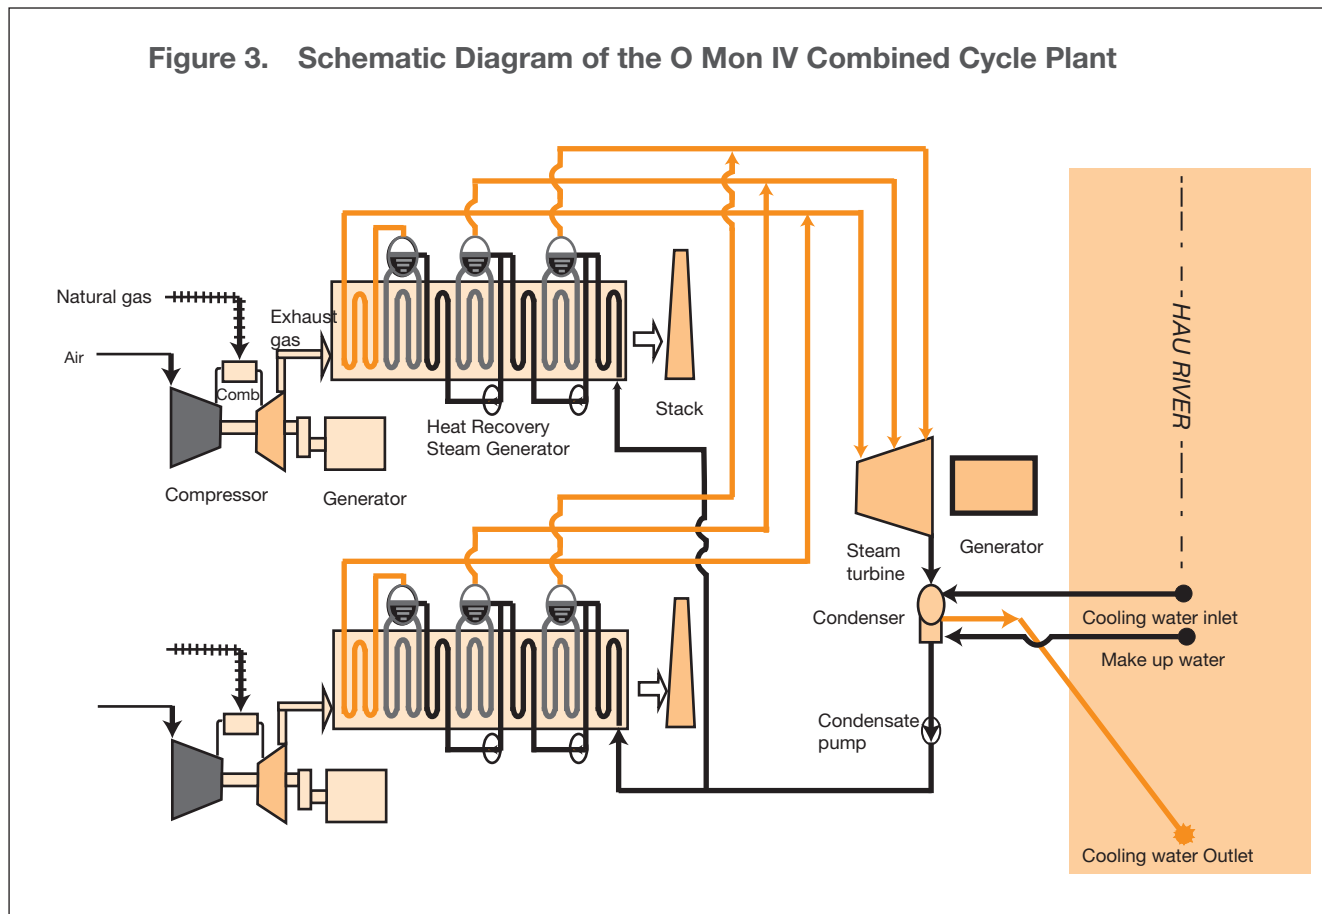 Figure 3. Schematic Diagram of the O Mon IV Combined Cycle Plant
Natural gas
Air
Exhaust
gas
Comb
Compressor
Generator
Heat Recovery
Steam Generator
Stack
Steam
turbine
Generator
Condenser
Condensate
pump
HAU RIVER
Cooling water inlet
Make up water
Cooling water Outlet